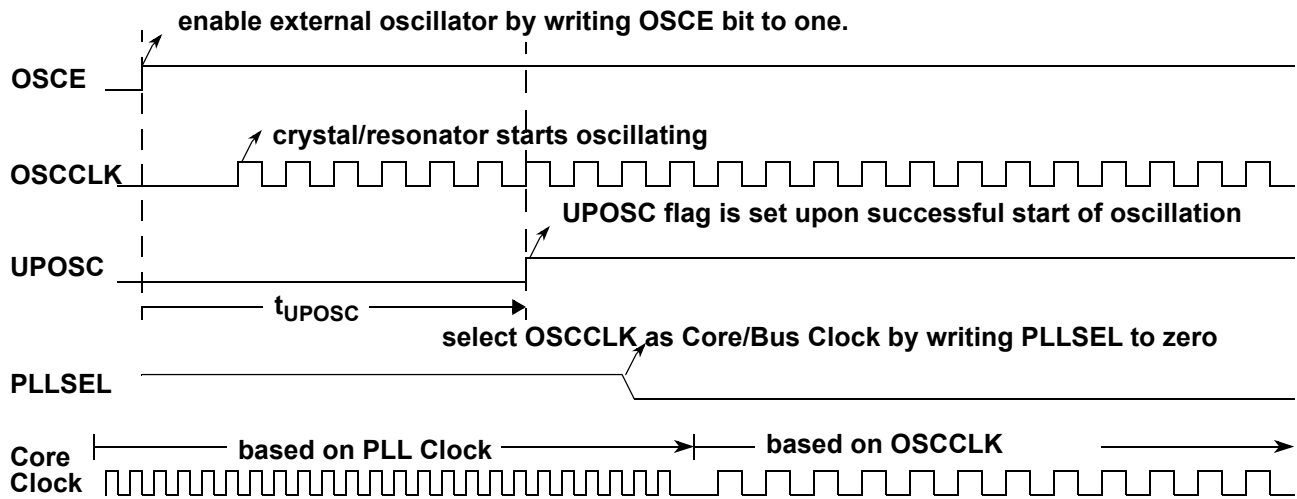 enable external oscillator by writing OSCE bit to one.
OSCE
crystal/resonator starts oscillating
OSCCLK
UPOSC flag is set upon successful start of oscillation
UPOSC
tUPOSC
select OSCCLK as Core/Bus Clock by writing PLLSEL to zero
PLLSEL
based on PLL Clock
based on OSCCLK
Core
Clock